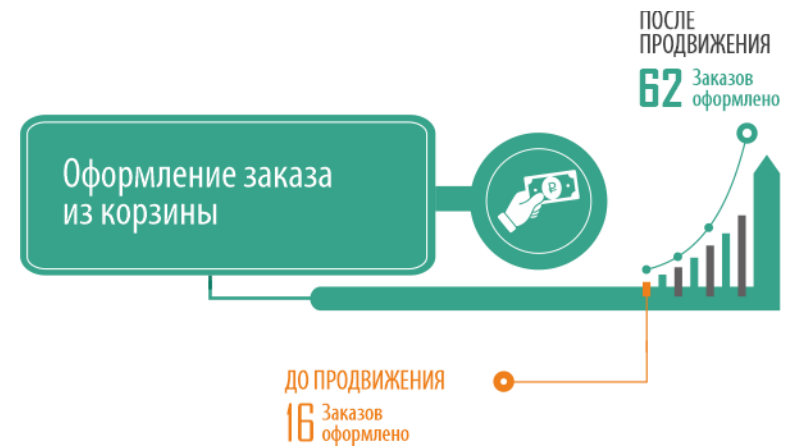 ПОСЛЕ
ПРОДВИЖЕНИЯ
62 Заказов
оформлено
Оформление заказа
из корзины
₽
ДО ПРОДВИЖЕНИЯ
16 Заказов
оформлено